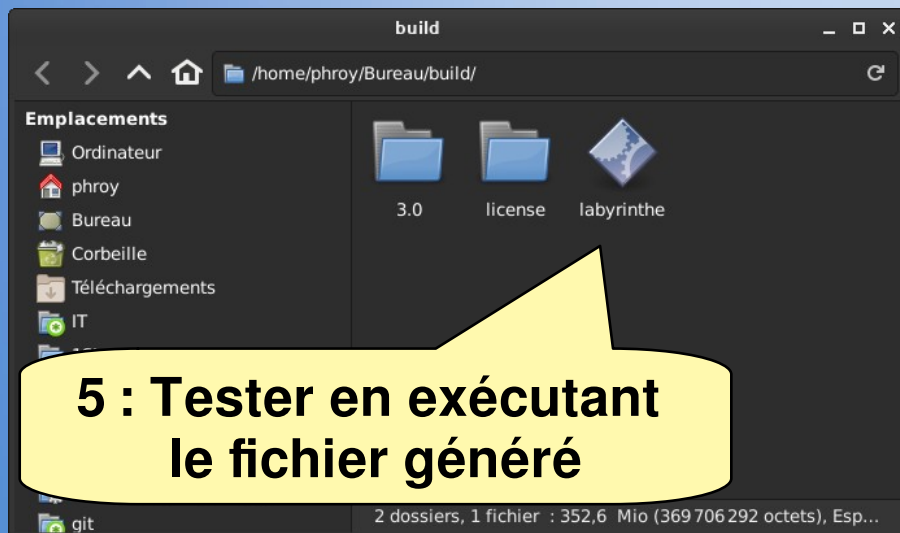 build
/home/phroy/Bureau/build/
Emplacements
Ordinateur
phroy
Bureau
Corbeille
Téléchargements
IT
git
3.0
license
labyrinthe
5 : Tester en exécutant
le fichier généré
2 dossiers, 1 fichier : 352,6 Mio (369 706 292 octets), Esp...